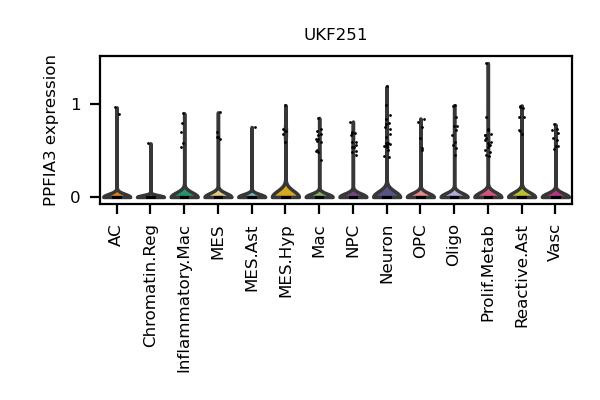 UKF251
PPFIA3 expression
1
0
AC
Chromatin.Reg
Inflammatory.Mac
MES
MES.Ast
MES.Hyp
Mac
NPC
Neuron
OPC
Oligo
Prolif.Metab
Reactive.Ast
Vasc